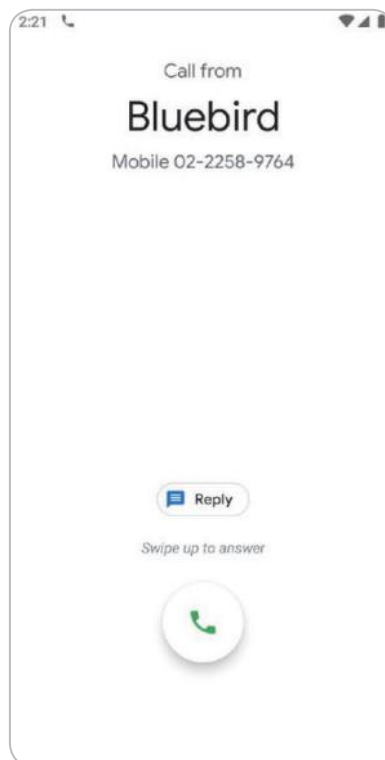 2:21
Call from
Bluebird
Mobile 02-2258-9764
Reply
Swipe up to answer